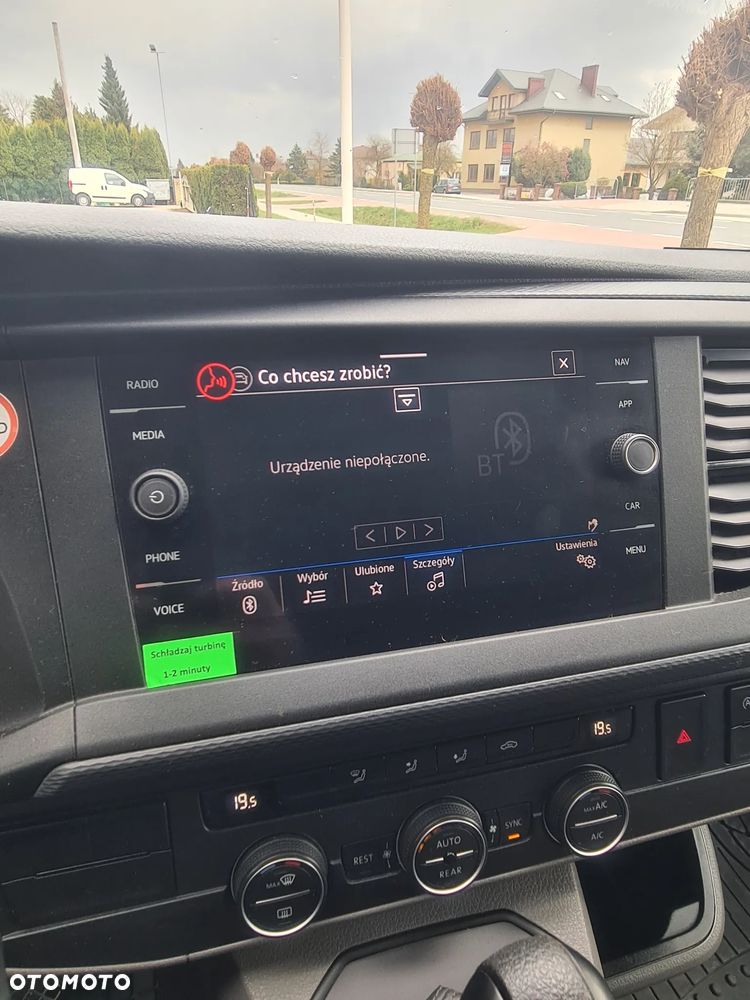 RADIO
MEDIA
PHONE
VOICE
Co chcesz zrobić?
X
NAV
APP
CAR
MENU
BT
Urządzenie niepołączone.
Źródło
Wybór
Ulubione
Szczegóły
Ustawienia
Schładzaj turbinę
1-2 minuty
19.5
19.5
MAX
REST
AUTO
REAR
SYNC
MAX A/C
A/C
OTOMOTO